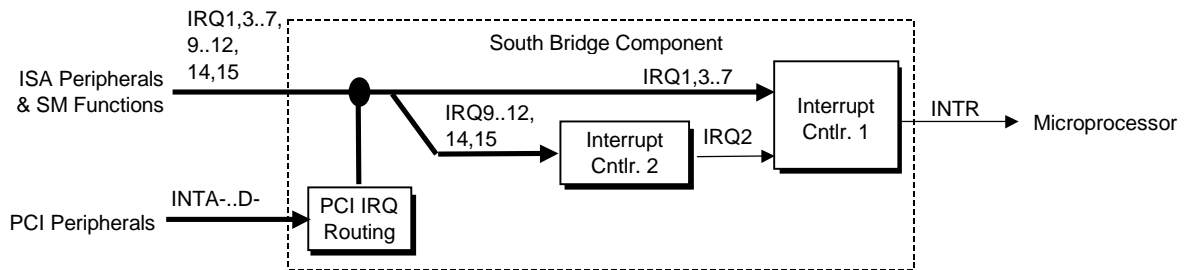 IRQ1,3..7,
9..12,
14,15
South Bridge Component
ISA Peripherals
& SM Functions
IRQ1,3..7
IRQ9..12,
14,15
Interrupt
Cntlr. 2
IRQ2
Interrupt
Cntlr. 1
INTR
Microprocessor
PCI Peripherals
INTA-..D-
PCI IRQ
Routing